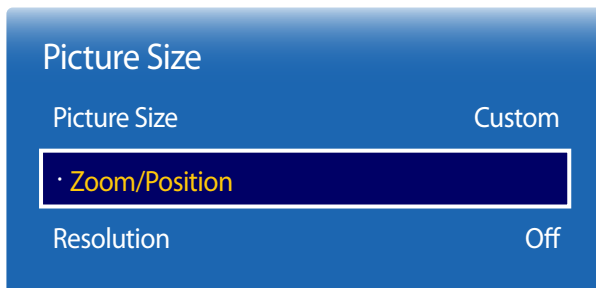 Picture Size
Picture Size Custom
· Zoom/Position
Resolution Off